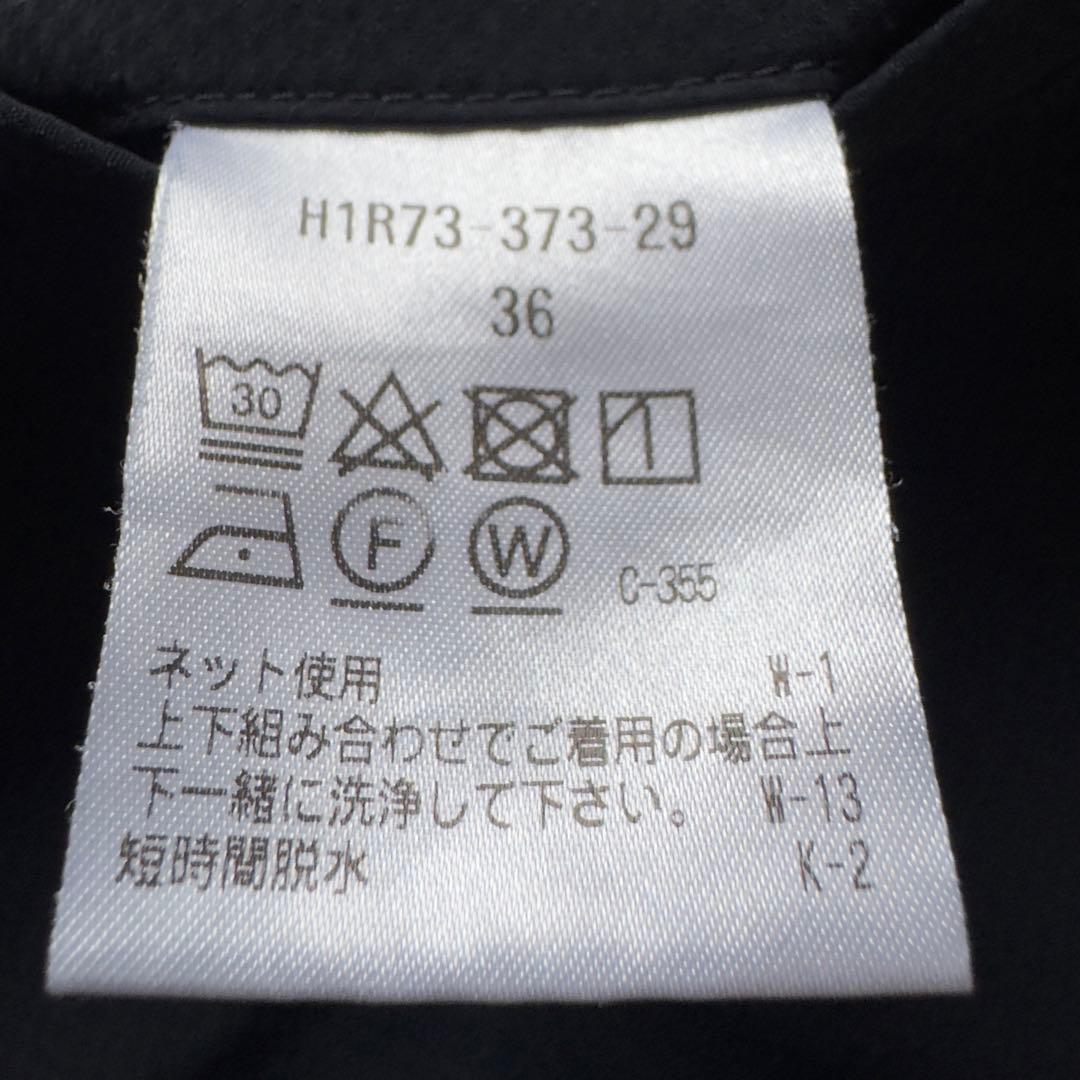 H1R73-373-29
36
30
F W C-355
ネット使用 W-1
上下組み合わせでご着用の場合上
下一緒に洗浄して下さい。 W-13
短時間脱水 K-2